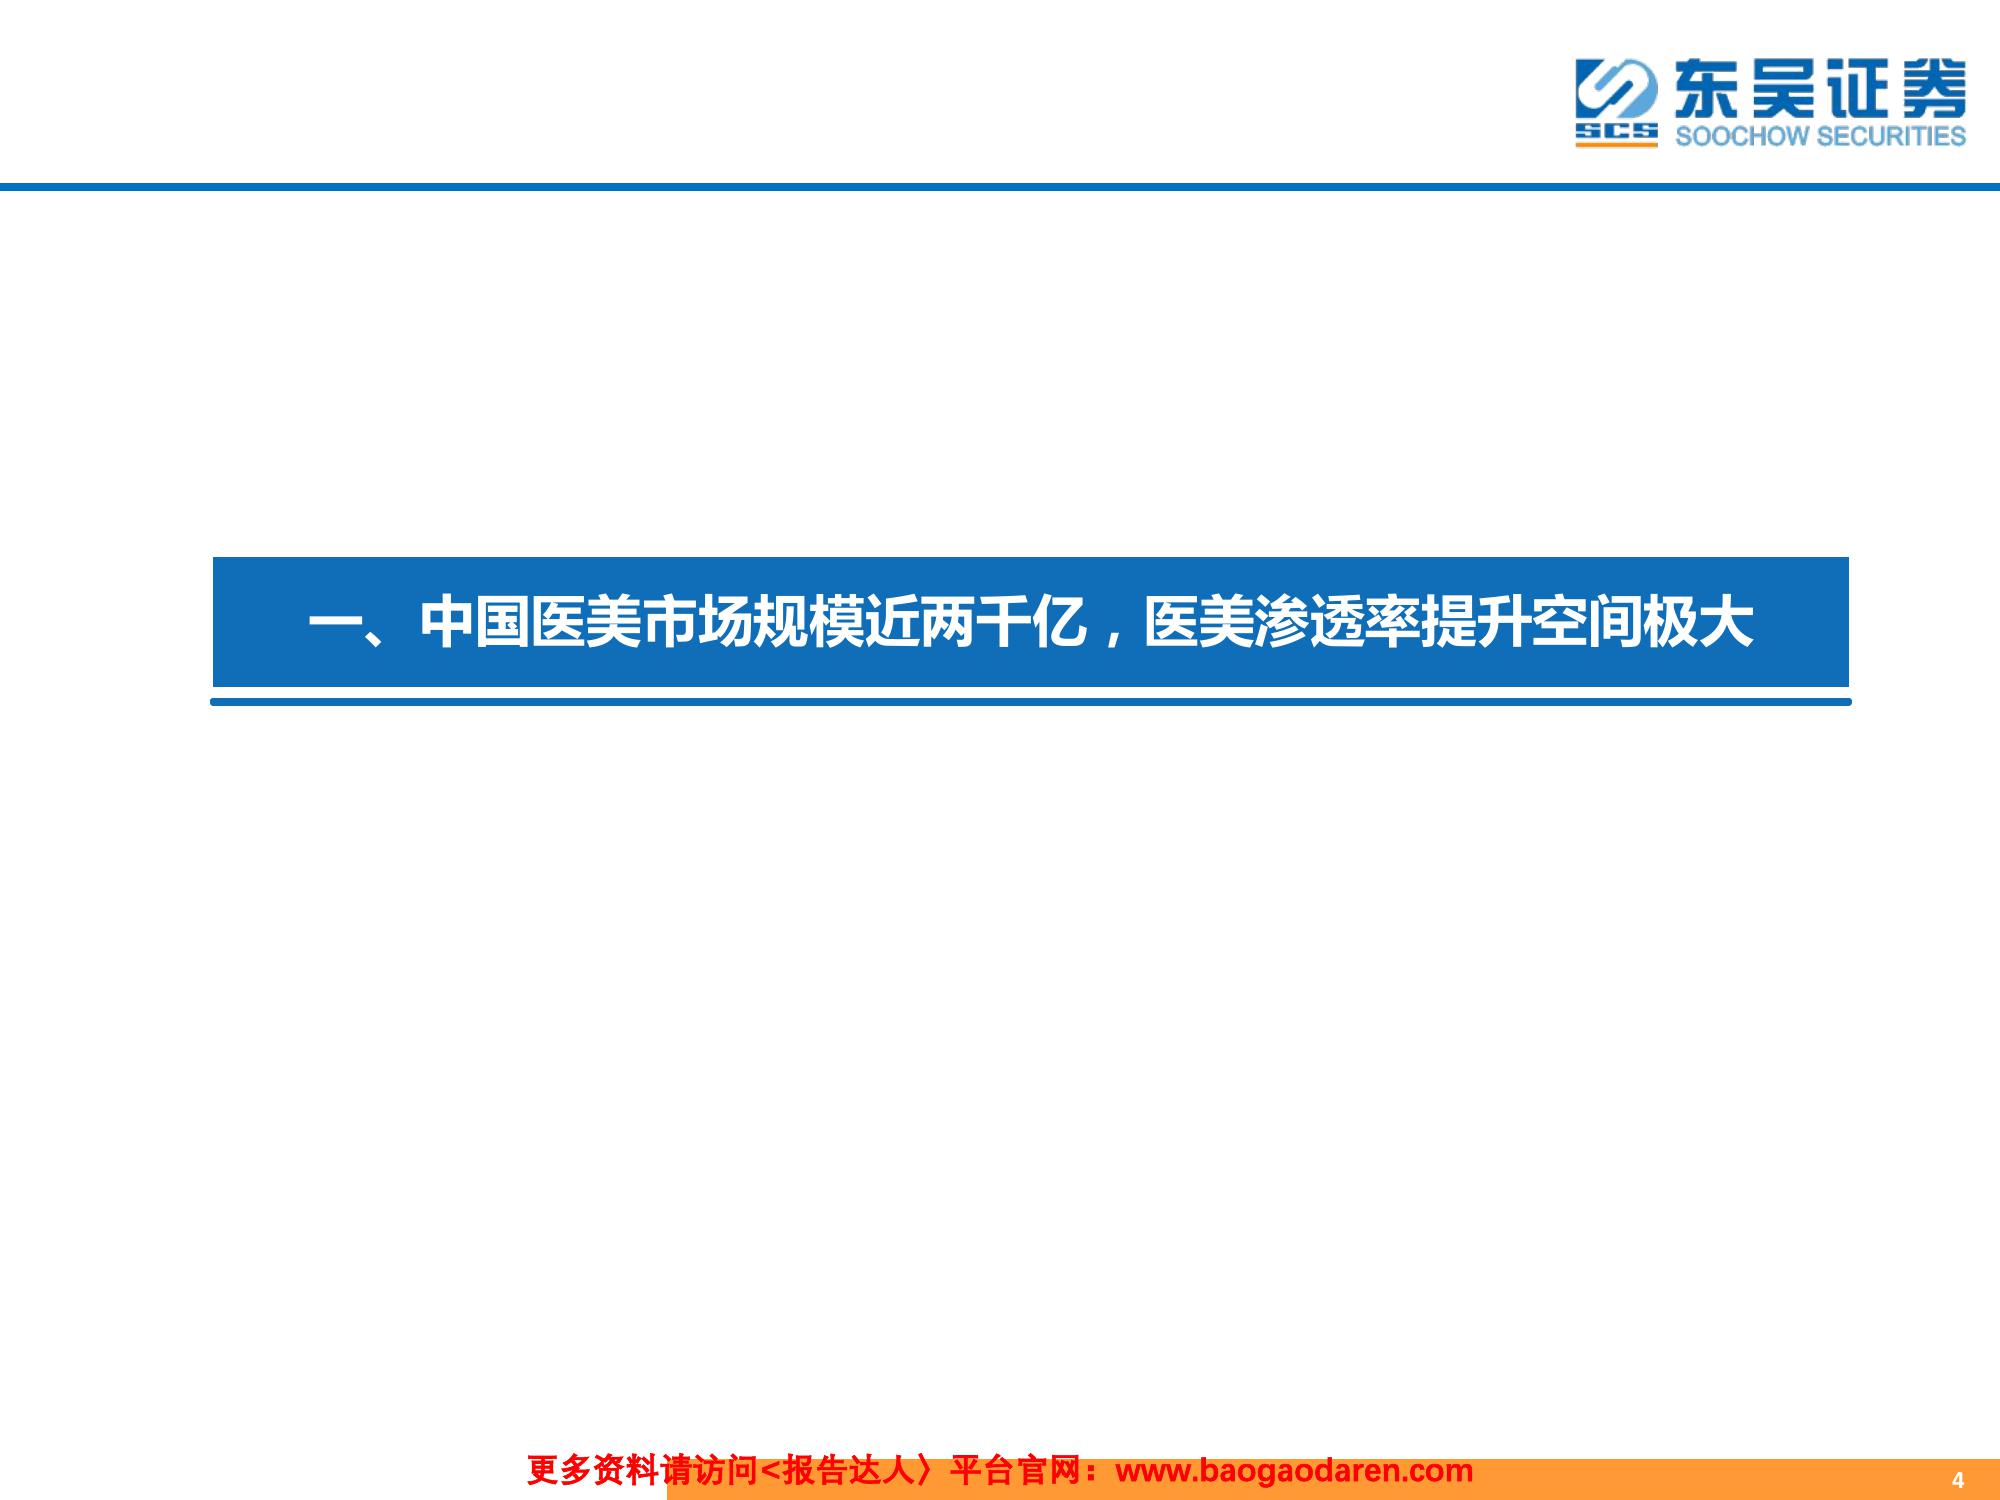 东吴证券
SCS
SOOCHOW SECURITIES
一、中国医美市场规模近两千亿，医美渗透率提升空间极大
更多资料请访问<报告达人〉平台官网：www.baogaodaren.com
4